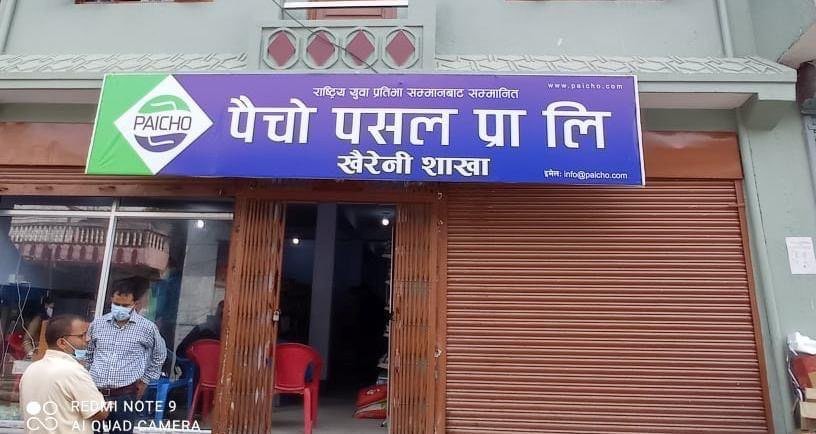 www.paicho.com
राष्ट्रिय युवा प्रतिभा सम्मानबाट सम्मानित
PAICHO
पैचो पसल प्रा लि
खैरेनी शाखा
इमेल: info@paicho.com
REDMI NOTE 9
AI QUAD CAMERA